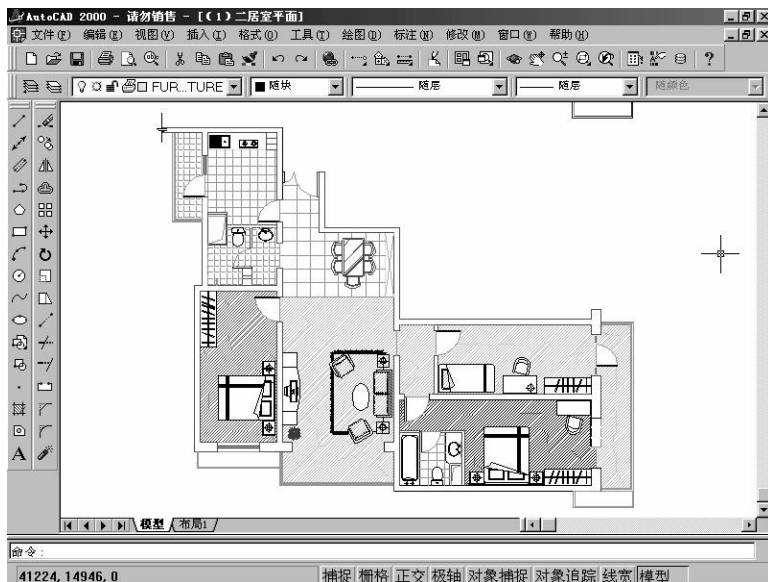 AutoCAD 2000 - 请勿销售 - [(1)二居室平面]
文件(F) 编辑(E) 视图(V) 插入(I) 格式(O) 工具(T) 绘图(D) 标注(N) 修改(M) 窗口(W) 帮助(H)
FUR...TURE 随块 随层 随层 随颜色
模型 布局1
命令:
41224, 14946, 0 捕捉 栅格 正交 极轴 对象捕捉 对象追踪 线宽 模型